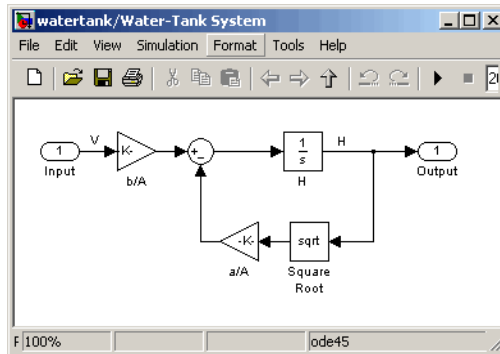 watertank/Water-Tank System
File Edit View Simulation Format Tools Help
1
Input
V
K-
b/A
+-
1
s
H
H
1
Output
-K-
a/A
sqrt
Square
Root
F 100%
ode45